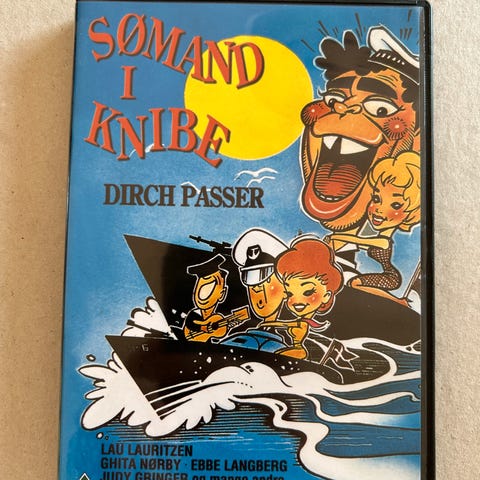 SØMAND
I
KNIBE
DIRCH PASSER
LAU LAURITZEN
GHITA NØRBY · EBBE LANGBERG
JUDY GRINGER og mange andre